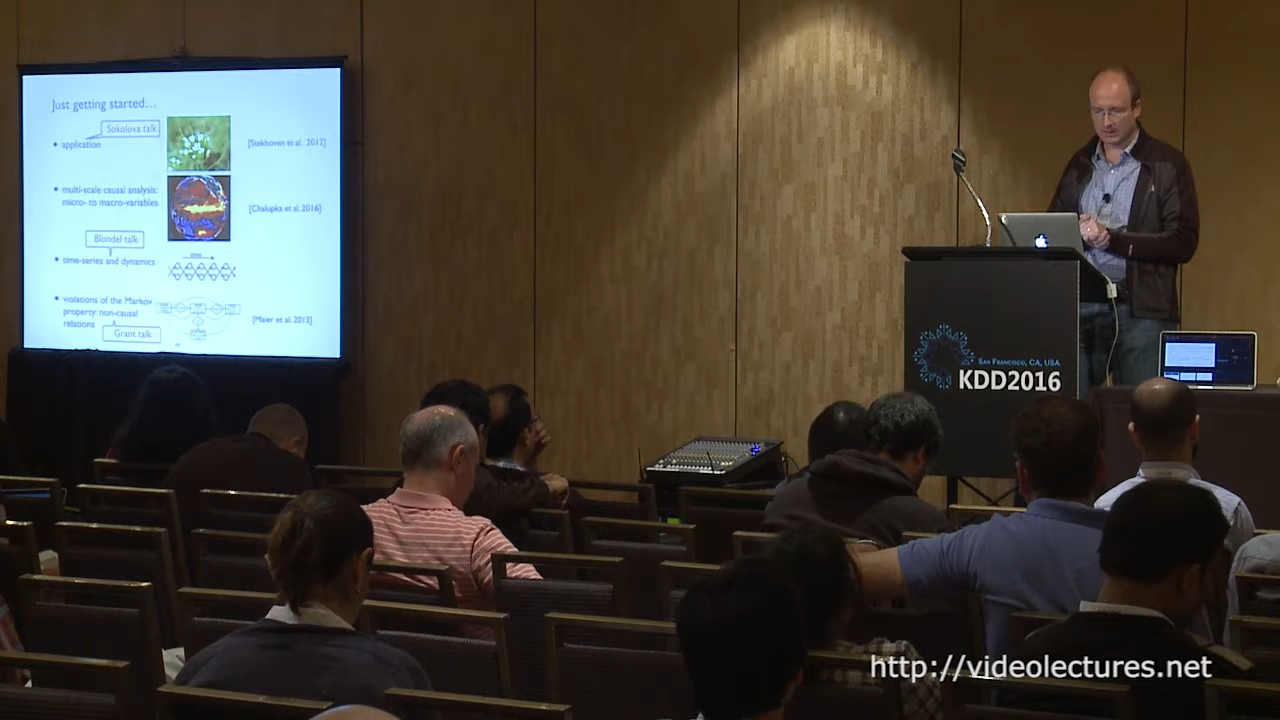 Just getting started...
Sokolova talk
• application
[Stekhoven et al. 2012]
• multi-scale causal analysis:
micro- to macro-variables
[Chalupka et al. 2016]
Blondel talk
• time-series and dynamics
• violations of the Markov
property: non-causal
relations
[Maier et al. 2013]
Grant talk
SAN FRANCISCO, CA, USA
KDD2016
http://videolectures.net